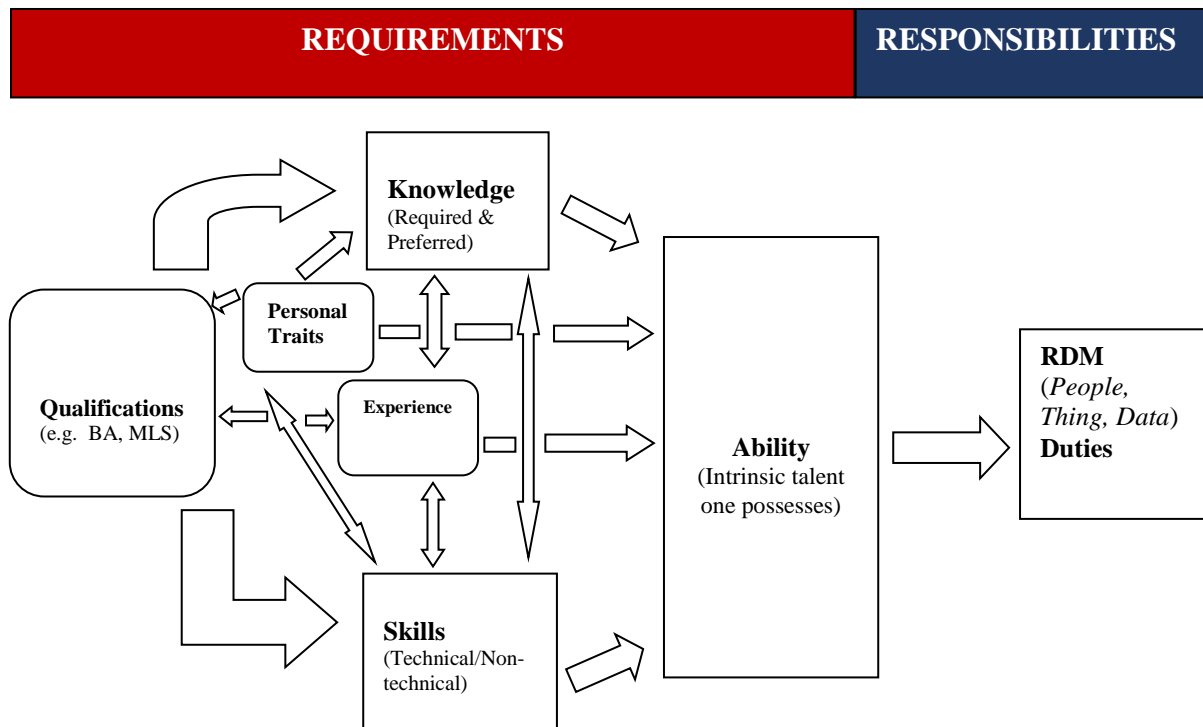 REQUIREMENTS
RESPONSIBILITIES
Knowledge
(Required &
Preferred)
Personal
Traits
Qualifications
(e.g.  BA, MLS)
Experience
Skills
(Technical/Non-
technical)
Ability
(Intrinsic talent
one possesses)
RDM
(People,
Thing, Data)
Duties